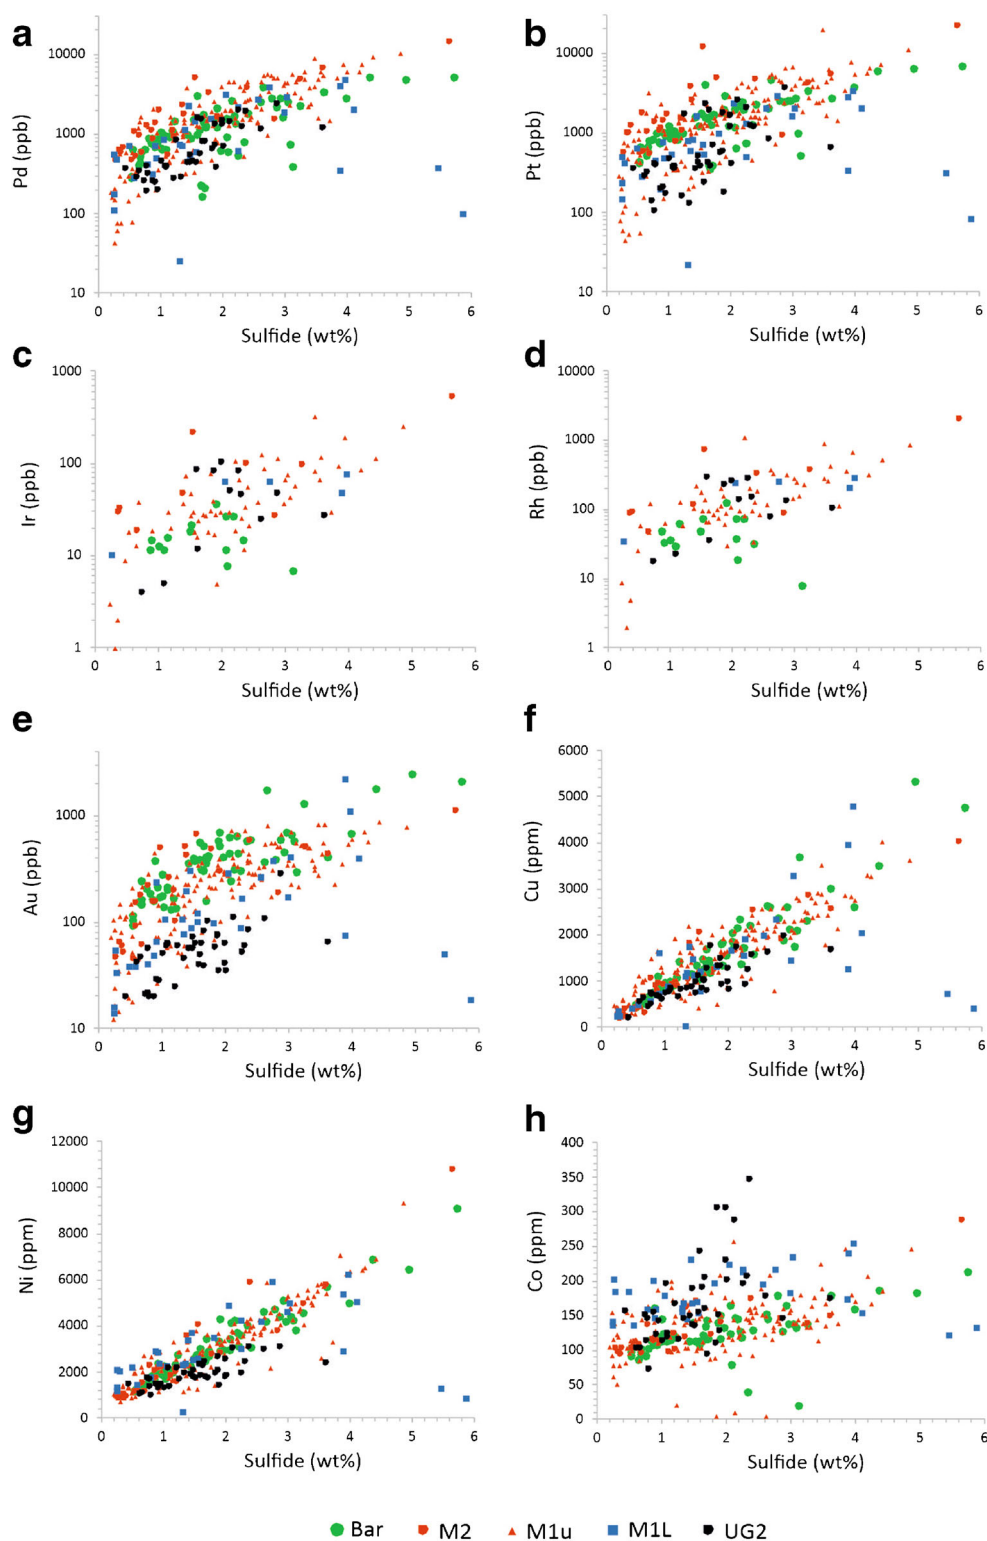 a
b
10000
1000
100
10
Pd (ppb)
0 1 2 3 4 5 6
Sulfide (wt%)
10000
1000
100
10
Pt (ppb)
0 1 2 3 4 5 6
Sulfide (wt%)
c
d
1000
100
10
1
Ir (ppb)
0 1 2 3 4 5 6
Sulfide (wt%)
10000
1000
100
10
1
Rh (ppb)
0 1 2 3 4 5 6
Sulfide (wt%)
e
f
1000
100
10
Au (ppb)
0 1 2 3 4 5 6
Sulfide (wt%)
6000
5000
4000
3000
2000
1000
0
Cu (ppm)
0 1 2 3 4 5 6
Sulfide (wt%)
g
h
12000
10000
8000
6000
4000
2000
0
Ni (ppm)
0 1 2 3 4 5 6
Sulfide (wt%)
400
350
300
250
200
150
100
50
0
Co (ppm)
0 1 2 3 4 5 6
Sulfide (wt%)
Bar M2 M1u M1L UG2